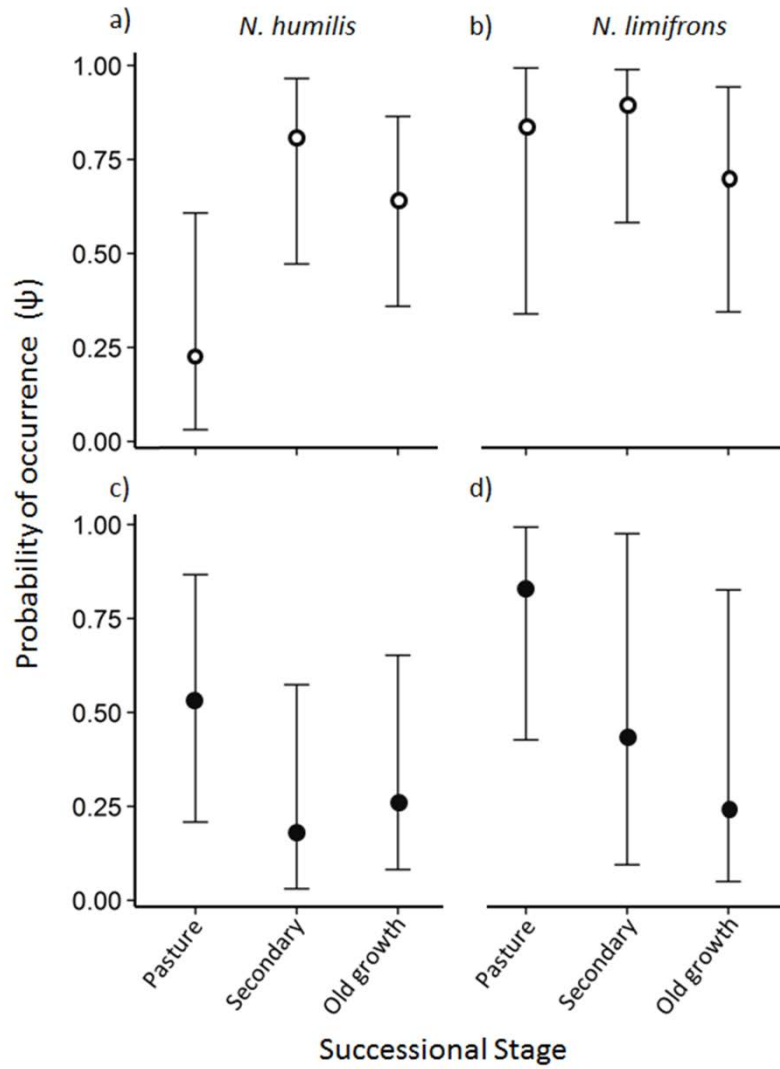 a) N. humilis b) N. limifrons
1.00
0.75
0.50
0.25
0.00
c) d)
1.00
0.75
0.50
0.25
0.00
Probability of occurrence (ψ)
Pasture Secondary Old growth Pasture Secondary Old growth
Successional Stage